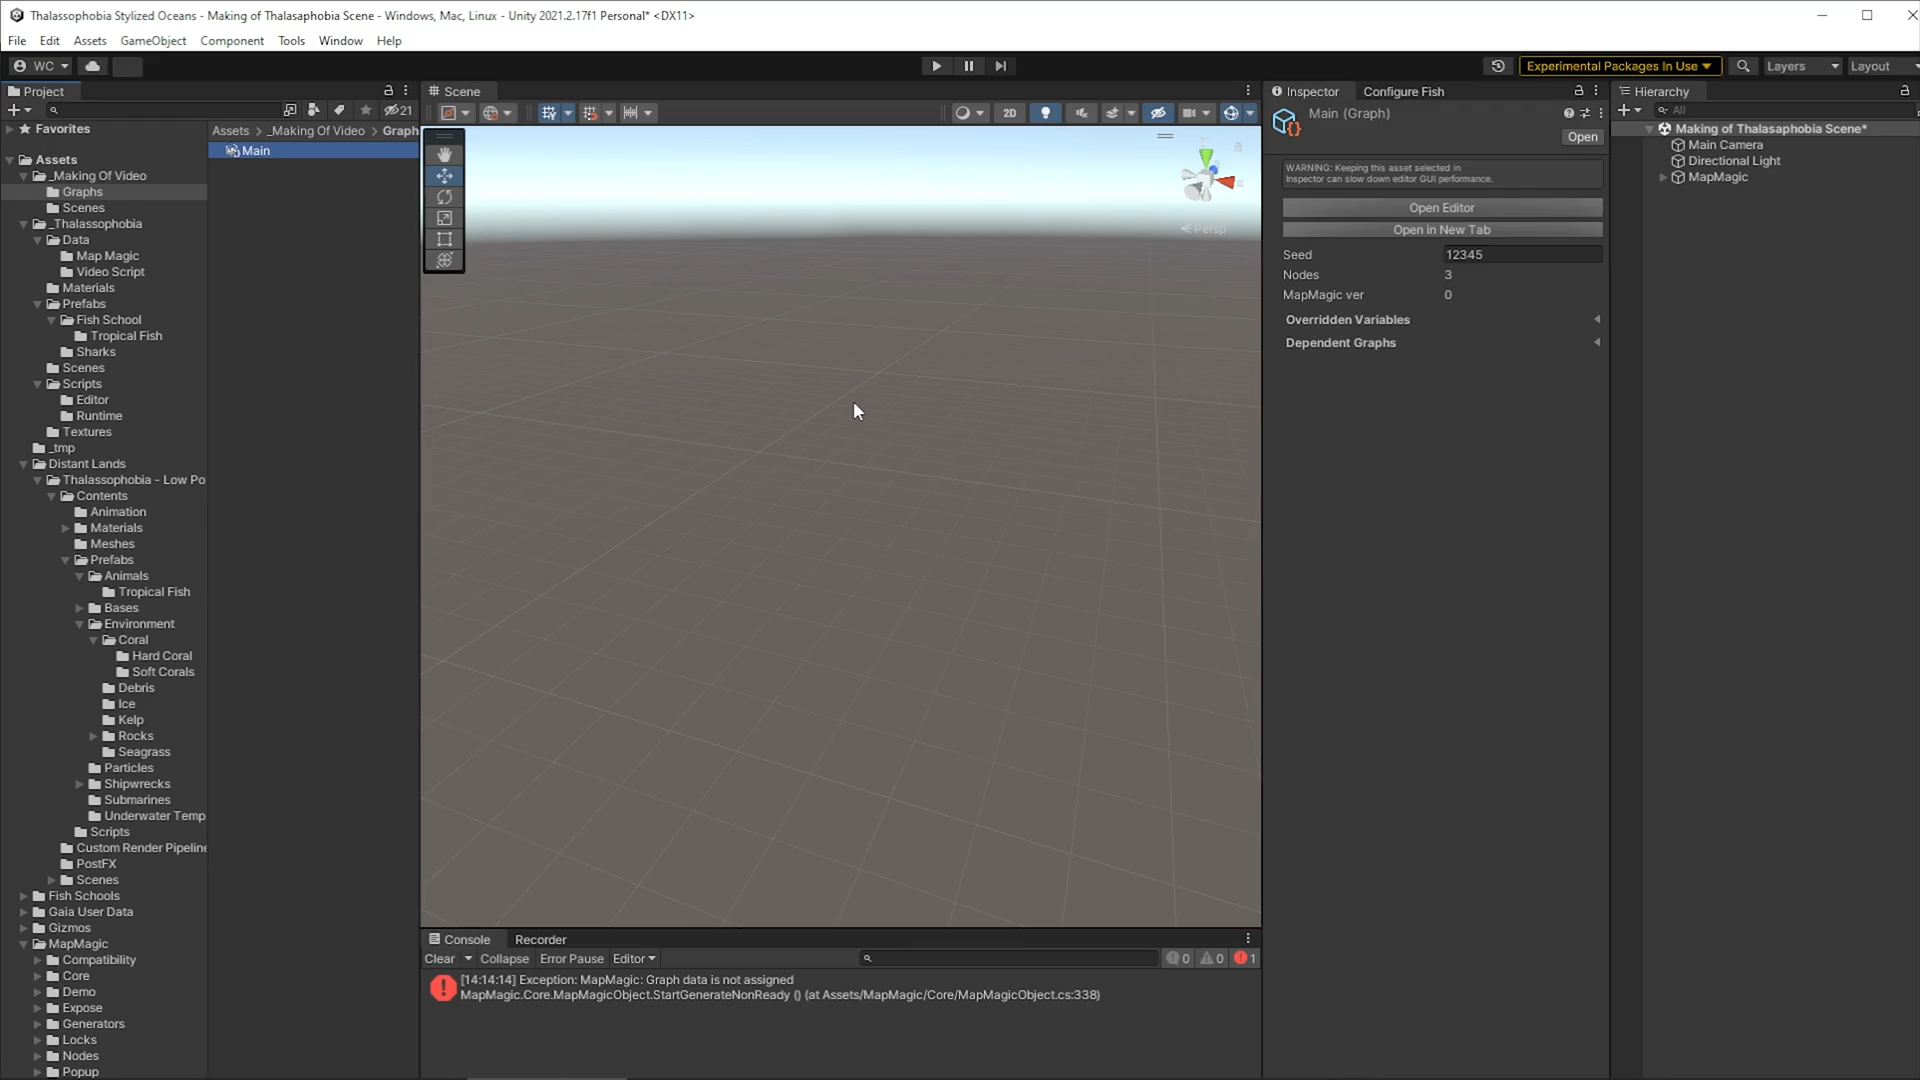 Thalassophobia Stylized Oceans - Making of Thalasaphobia Scene - Windows, Mac, Linux - Unity 2021.2.17f1 Personal* <DX11>
File Edit Assets GameObject Component Tools Window Help
WC
Experimental Packages In Use
Layers
Layout
Project
21
Favorites
Assets
_Making Of Video
Graphs
Scenes
_Thalassophobia
Data
Map Magic
Video Script
Materials
Prefabs
Fish School
Tropical Fish
Sharks
Scenes
Scripts
Editor
Runtime
Textures
_tmp
Distant Lands
Thalassophobia - Low Po
Contents
Animation
Materials
Meshes
Prefabs
Animals
Tropical Fish
Bases
Environment
Coral
Hard Coral
Soft Corals
Debris
Ice
Kelp
Rocks
Seagrass
Particles
Shipwrecks
Submarines
Underwater Temp
Scripts
Custom Render Pipeline
PostFX
Scenes
Fish Schools
Gaia User Data
Gizmos
MapMagic
Compatibility
Core
Demo
Expose
Generators
Locks
Nodes
Popup
Assets > _Making Of Video > Graph
Main
Scene
2D
Persp
Console
Recorder
Clear Collapse Error Pause Editor
0 0 1
[14:14:14] Exception: MapMagic: Graph data is not assigned
MapMagic.Core.MapMagicObject.StartGenerateNonReady () (at Assets/MapMagic/Core/MapMagicObject.cs:338)
Inspector
Configure Fish
Main (Graph)
Open
WARNING: Keeping this asset selected in
Inspector can slow down editor GUI performance.
Open Editor
Open in New Tab
Seed 12345
Nodes 3
MapMagic ver 0
Overridden Variables
Dependent Graphs
Hierarchy
All
Making of Thalasaphobia Scene*
Main Camera
Directional Light
MapMagic